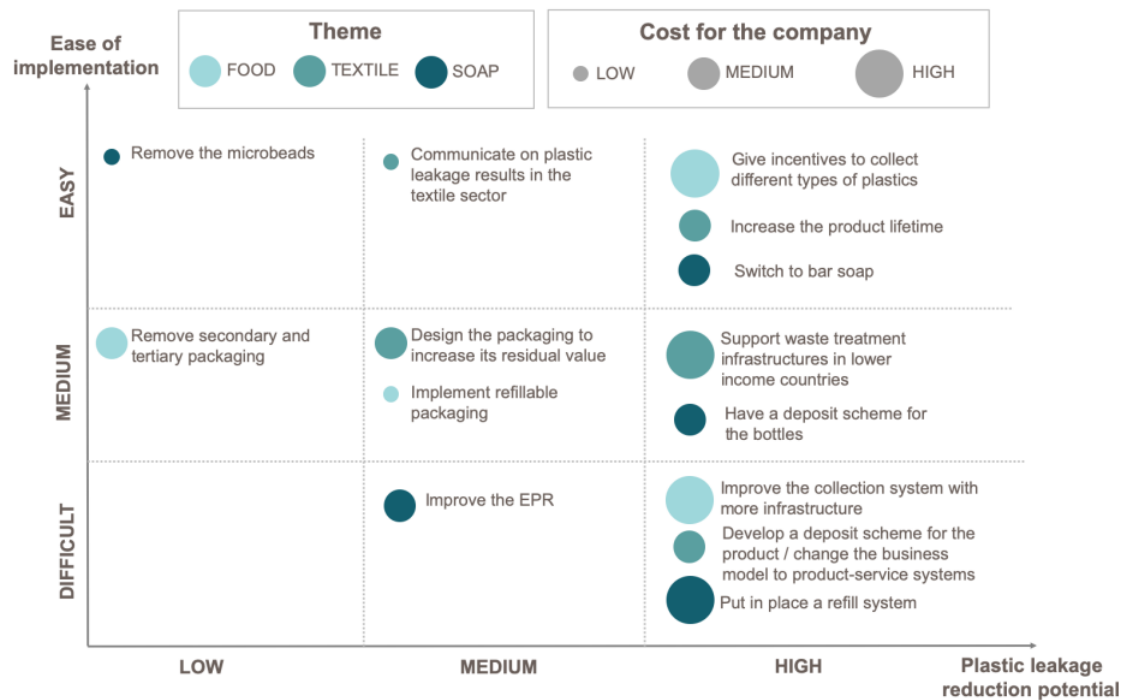 Ease of
implementation
Theme
FOOD
TEXTILE
SOAP
Cost for the company
LOW
MEDIUM
HIGH
EASY
Remove the microbeads
Communicate on plastic
leakage results in the
textile sector
Give incentives to collect
different types of plastics
Increase the product lifetime
Switch to bar soap
MEDIUM
Remove secondary and
tertiary packaging
Design the packaging to
increase its residual value
Implement refillable
packaging
Support waste treatment
infrastructures in lower
income countries
Have a deposit scheme for
the bottles
DIFFICULT
Improve the EPR
Improve the collection system with
more infrastructure
Develop a deposit scheme for the
product / change the business
model to product-service systems
Put in place a refill system
LOW
MEDIUM
HIGH
Plastic leakage
reduction potential